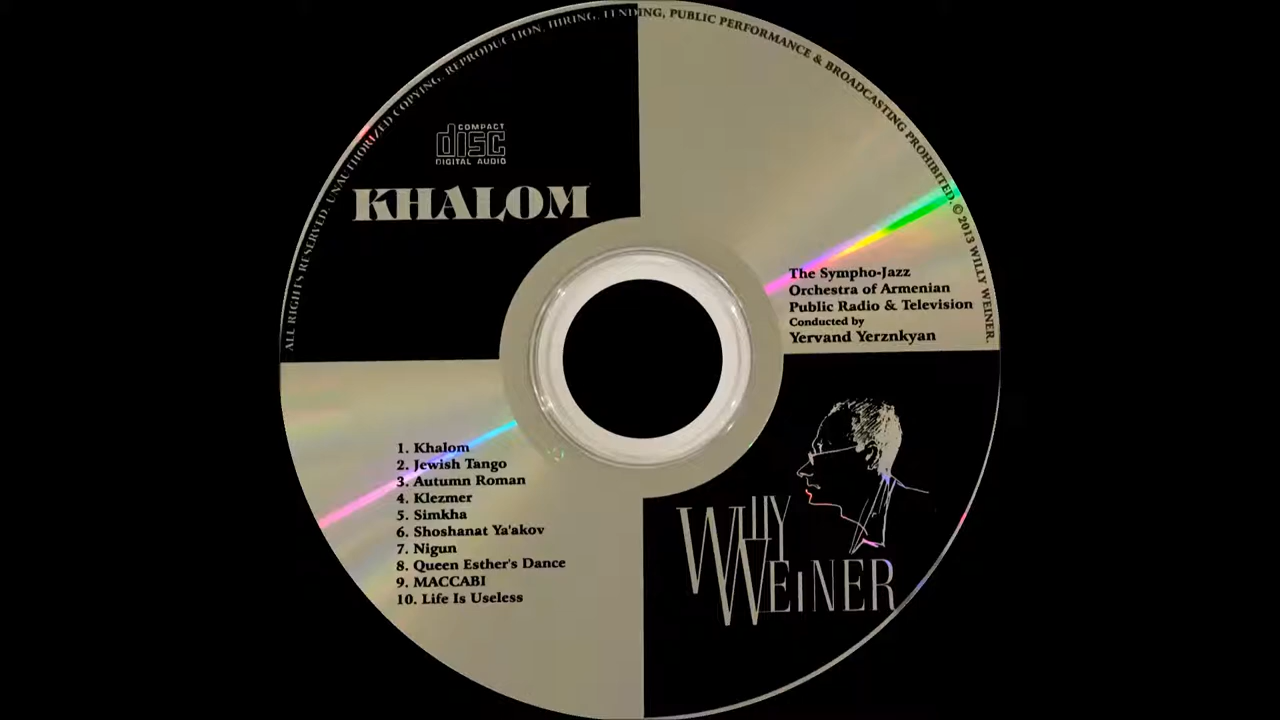 ALL RIGHTS RESERVED. UNAUTHORIZED COPYING, REPRODUCTION, HIRING, LENDING, PUBLIC PERFORMANCE & BROADCASTING PROHIBITED. © 2013 WILLY WEINER.
COMPACT
disc
DIGITAL AUDIO
KHALOM
The Sympho-Jazz
Orchestra of Armenian
Public Radio & Television
Conducted by
Yervand Yerznkyan
1. Khalom
2. Jewish Tango
3. Autumn Roman
4. Klezmer
5. Simkha
6. Shoshanat Ya'akov
7. Nigun
8. Queen Esther's Dance
9. MACCABI
10. Life Is Useless
WILLY
WEINER